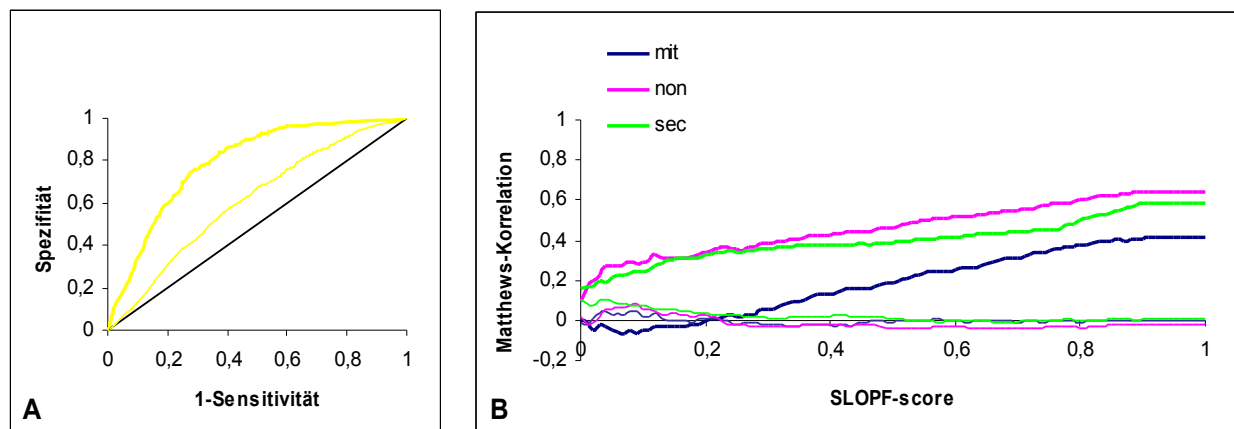 1
0,8
0,6
0,4
0,2
0
0 0,2 0,4 0,6 0,8 1
Spezifität
1-Sensitivität
A
mit
non
sec
1
0,8
0,6
0,4
0,2
0
-0,2
0 0,2 0,4 0,6 0,8 1
Matthews-Korrelation
SLOPF-score
B